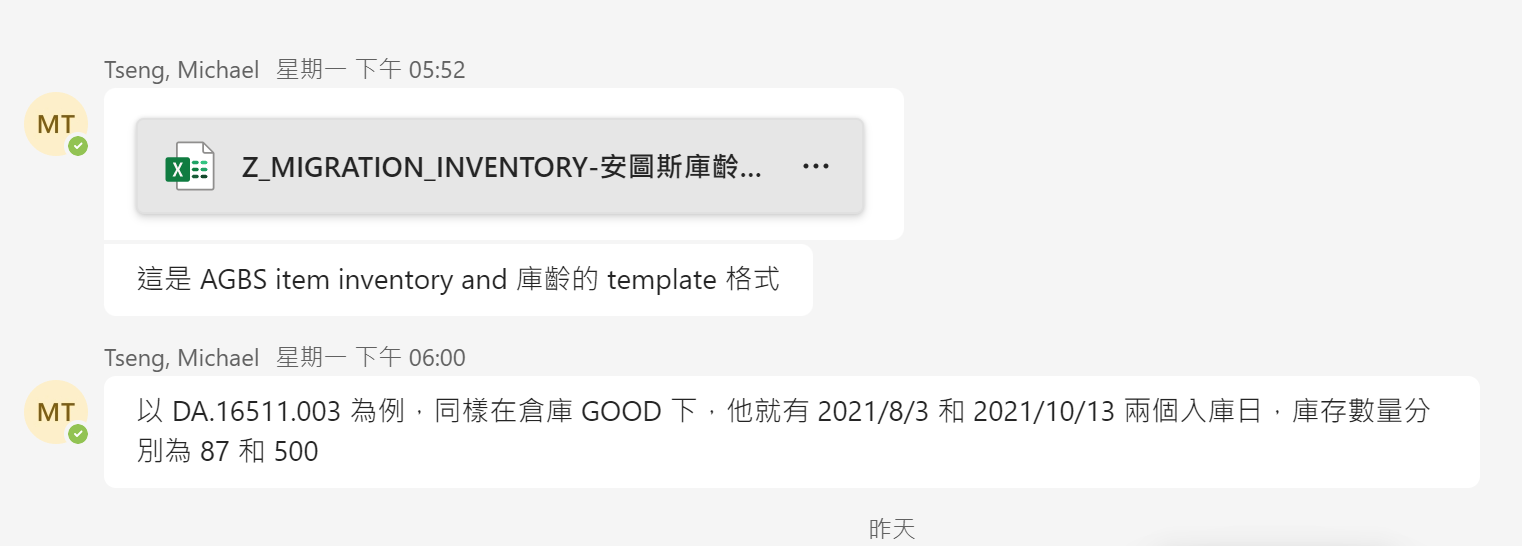 Tseng, Michael 星期一 下午 05:52
MT
Z_MIGRATION_INVENTORY-安圖斯庫齡...
這是 AGBS item inventory and 庫齡的 template 格式
Tseng, Michael 星期一 下午 06:00
MT
以 DA.16511.003 為例，同樣在倉庫 GOOD 下，他就有 2021/8/3 和 2021/10/13 兩個入庫日，庫存數量分
別為 87 和 500
昨天